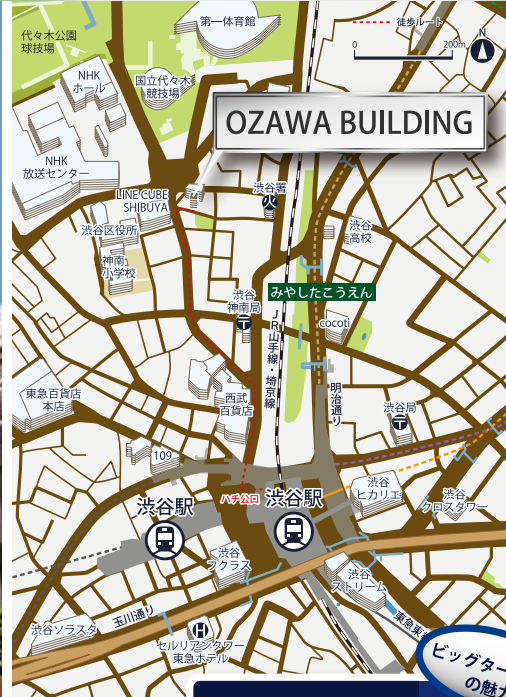 代々木公園
球技場
第一体育館
徒歩ルート
0
200m
N
NHK
ホール
国立代々木
競技場
OZAWA BUILDING
NHK
放送センター
LINE CUBE
SHIBUYA
渋谷署
渋谷区役所
渋谷
高校
神南
小学校
みやしたこうえん
渋谷
神南局
JR山手線・埼京線
cocoti
明治通り
東急百貨店
本店
西武
百貨店
渋谷局
109
渋谷駅
ハチ公口
渋谷駅
渋谷
ヒカリエ
渋谷
クロスタワー
渋谷
フクラス
渋谷
ストリーム
玉川通り
渋谷ソラスタ
H
セルリアンタワー
東急ホテル
東急東
ビッグター
の魅力